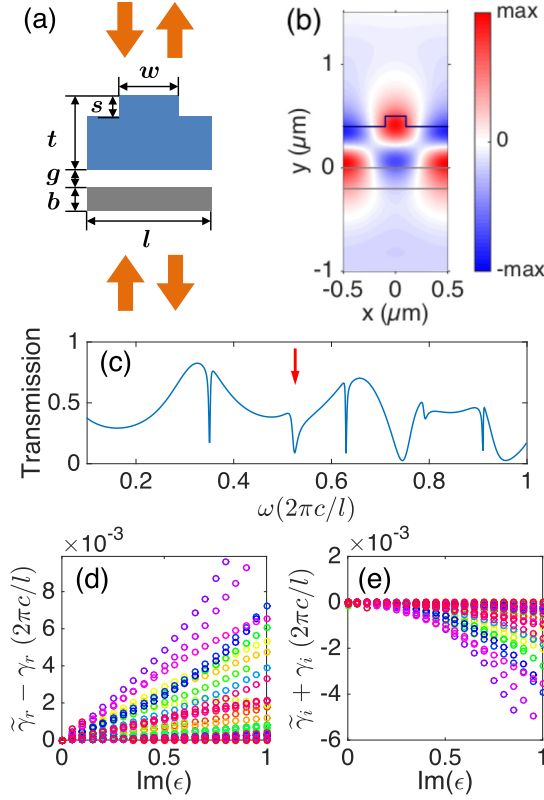 (a)
w
s
t
g
b
l
(b)
y (μm)
1
0
-1
-0.5
0
0.5
x (μm)
max
0
-max
(c)
Transmission
1
0.5
0
0.2
0.4
0.6
0.8
1
ω(2πc/l)
(d)
×10⁻³
γ̃ᵣ − γᵣ (2πc/l)
8
6
4
2
0
0
0.5
1
Im(ϵ)
(e)
×10⁻³
γ̃ᵢ + γᵢ (2πc/l)
2
0
-2
-4
-6
0
0.5
1
Im(ϵ)